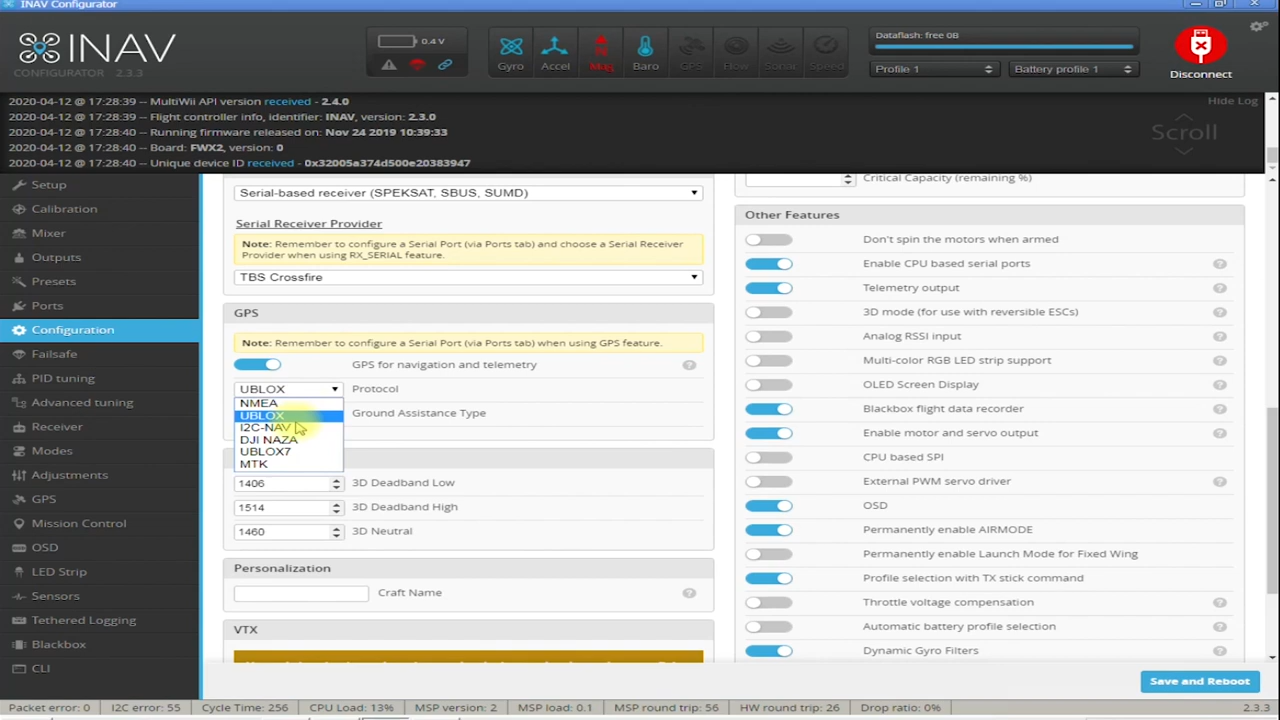 INAV Configurator
INAV
CONFIGURATOR 2.3.3
0.4 V
Gyro
Accel
Mag
Baro
GPS
Flow
Sonar
Speed
Dataflash: free 0B
Profile 1
Battery profile 1
Disconnect
2020-04-12 @ 17:28:39 -- MultiWii API version received - 2.4.0
Hide Log
2020-04-12 @ 17:28:39 -- Flight controller info, identifier: INAV, version: 2.3.0
2020-04-12 @ 17:28:40 -- Running firmware released on: Nov 24 2019 10:39:33
Scroll
2020-04-12 @ 17:28:40 -- Board: FWX2, version: 0
2020-04-12 @ 17:28:40 -- Unique device ID received - 0x32005a374d500e20383947
Setup
Calibration
Mixer
Outputs
Presets
Ports
Configuration
Failsafe
PID tuning
Advanced tuning
Receiver
Modes
Adjustments
GPS
Mission Control
OSD
LED Strip
Sensors
Tethered Logging
Blackbox
CLI
Serial-based receiver (SPEKSAT, SBUS, SUMD)
Serial Receiver Provider
Note: Remember to configure a Serial Port (via Ports tab) and choose a Serial Receiver
Provider when using RX_SERIAL feature.
TBS Crossfire
GPS
Note: Remember to configure a Serial Port (via Ports tab) when using GPS feature.
GPS for navigation and telemetry
UBLOX
Protocol
NMEA
UBLOX
Ground Assistance Type
I2C-NAV
DJI NAZA
UBLOX7
MTK
1406
3D Deadband Low
1514
3D Deadband High
1460
3D Neutral
Personalization
Craft Name
VTX
Critical Capacity (remaining %)
Other Features
Don't spin the motors when armed
Enable CPU based serial ports
Telemetry output
3D mode (for use with reversible ESCs)
Analog RSSI input
Multi-color RGB LED strip support
OLED Screen Display
Blackbox flight data recorder
Enable motor and servo output
CPU based SPI
External PWM servo driver
OSD
Permanently enable AIRMODE
Permanently enable Launch Mode for Fixed Wing
Profile selection with TX stick command
Throttle voltage compensation
Automatic battery profile selection
Dynamic Gyro Filters
Save and Reboot
Packet error: 0
I2C error: 55
Cycle Time: 256
CPU Load: 13%
MSP version: 2
MSP load: 0.1
MSP round trip: 56
HW round trip: 26
Drop ratio: 0%
2.3.3